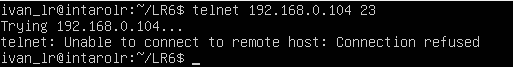 ivan_lr@intarolr:~/LR6$ telnet 192.168.0.104 23
Trying 192.168.0.104...
telnet: Unable to connect to remote host: Connection refused
ivan_lr@intarolr:~/LR6$ _